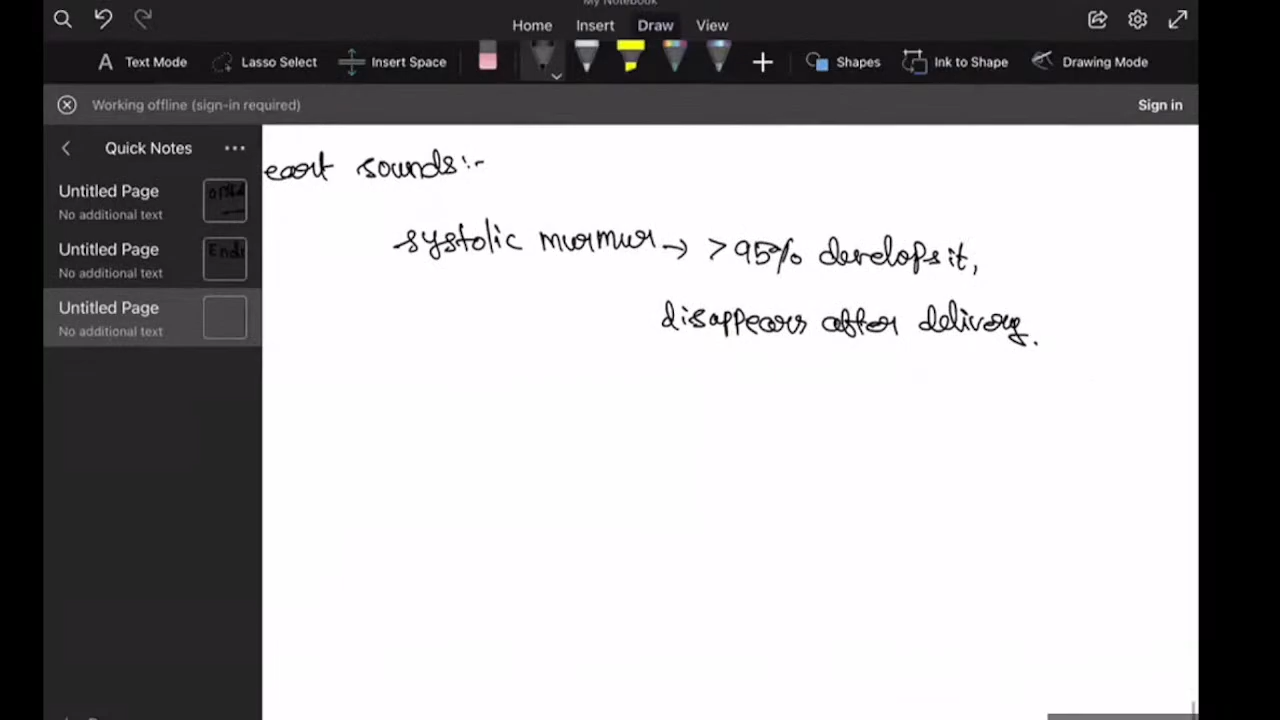 My Notebook
Home Insert Draw View
Text Mode Lasso Select Insert Space Shapes Ink to Shape Drawing Mode
Working offline (sign-in required) Sign in
Quick Notes
Untitled Page
No additional text
Untitled Page
No additional text
Untitled Page
No additional text
eart sounds:-
systolic murmur → >95% develops it,
disappears after delivery.